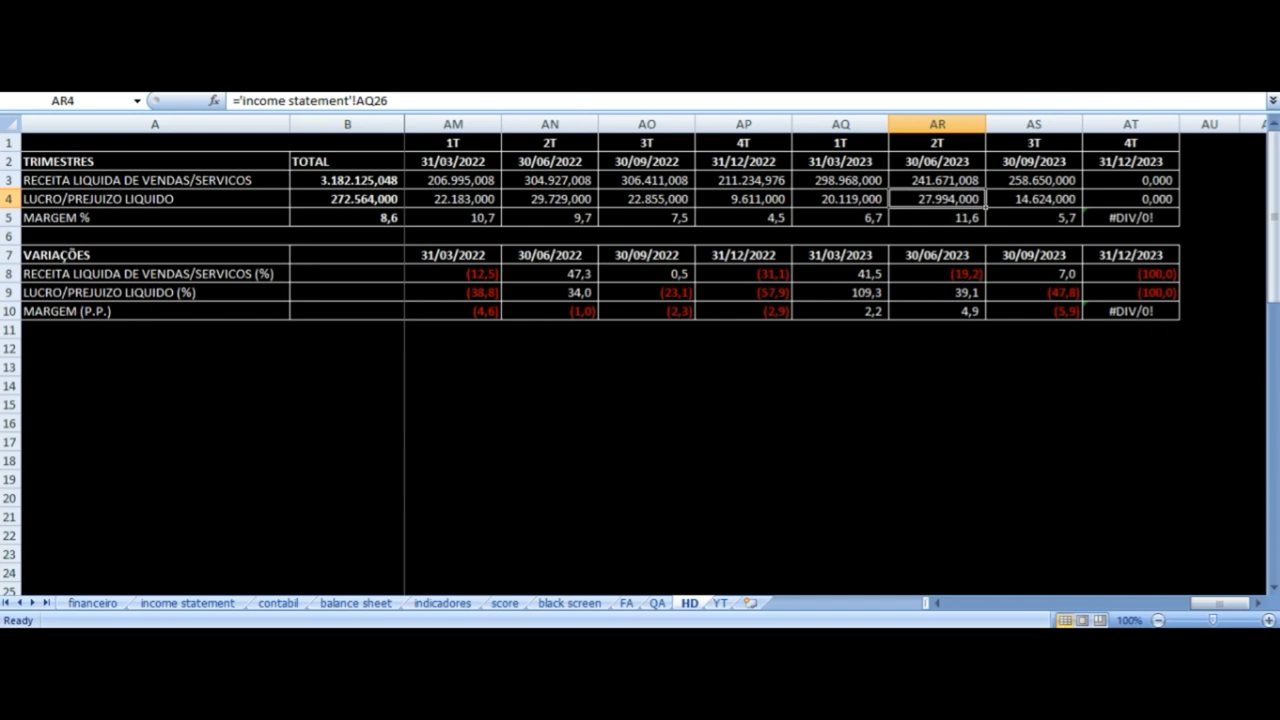 AR4 fx ='income statement'!AQ26
A B AM AN AO AP AQ AR AS AT AU
1 1T 2T 3T 4T 1T 2T 3T 4T
2 TRIMESTRES TOTAL 31/03/2022 30/06/2022 30/09/2022 31/12/2022 31/03/2023 30/06/2023 30/09/2023 31/12/2023
3 RECEITA LIQUIDA DE VENDAS/SERVICOS 3.182.125,048 206.995,008 304.927,008 306.411,008 211.234,976 298.968,000 241.671,008 258.650,000 0,000
4 LUCRO/PREJUIZO LIQUIDO 272.564,000 22.183,000 29.729,000 22.855,000 9.611,000 20.119,000 27.994,000 14.624,000 0,000
5 MARGEM % 8,6 10,7 9,7 7,5 4,5 6,7 11,6 5,7 #DIV/0!
6
7 VARIAÇÕES 31/03/2022 30/06/2022 30/09/2022 31/12/2022 31/03/2023 30/06/2023 30/09/2023 31/12/2023
8 RECEITA LIQUIDA DE VENDAS/SERVICOS (%) (12,5) 47,3 0,5 (31,1) 41,5 (19,2) 7,0 (100,0)
9 LUCRO/PREJUIZO LIQUIDO (%) (38,8) 34,0 (23,1) (57,9) 109,3 39,1 (47,8) (100,0)
10 MARGEM (P.P.) (4,6) (1,0) (2,3) (2,9) 2,2 4,9 (5,9) #DIV/0!
11
12
13
14
15
16
17
18
19
20
21
22
23
24
25
financeiro income statement contabil balance sheet indicadores score black screen FA QA HD YT
Ready 100%